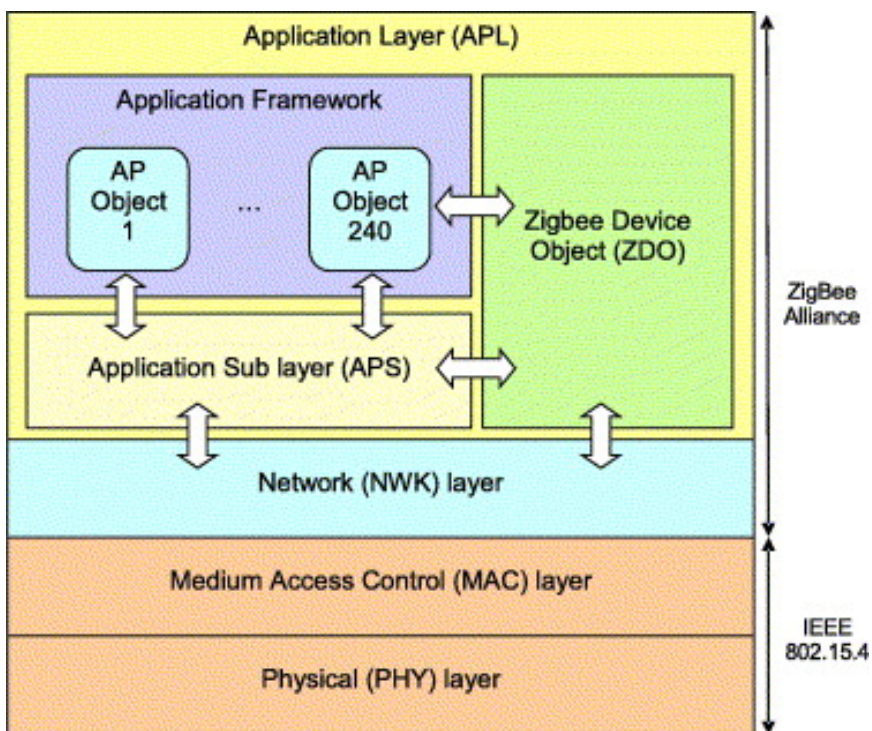 Application Layer (APL)
Application Framework
AP
Object
1
...
AP
Object
240
Zigbee Device
Object (ZDO)
Application Sub layer (APS)
Network (NWK) layer
Medium Access Control (MAC) layer
Physical (PHY) layer
ZigBee
Alliance
IEEE
802.15.4